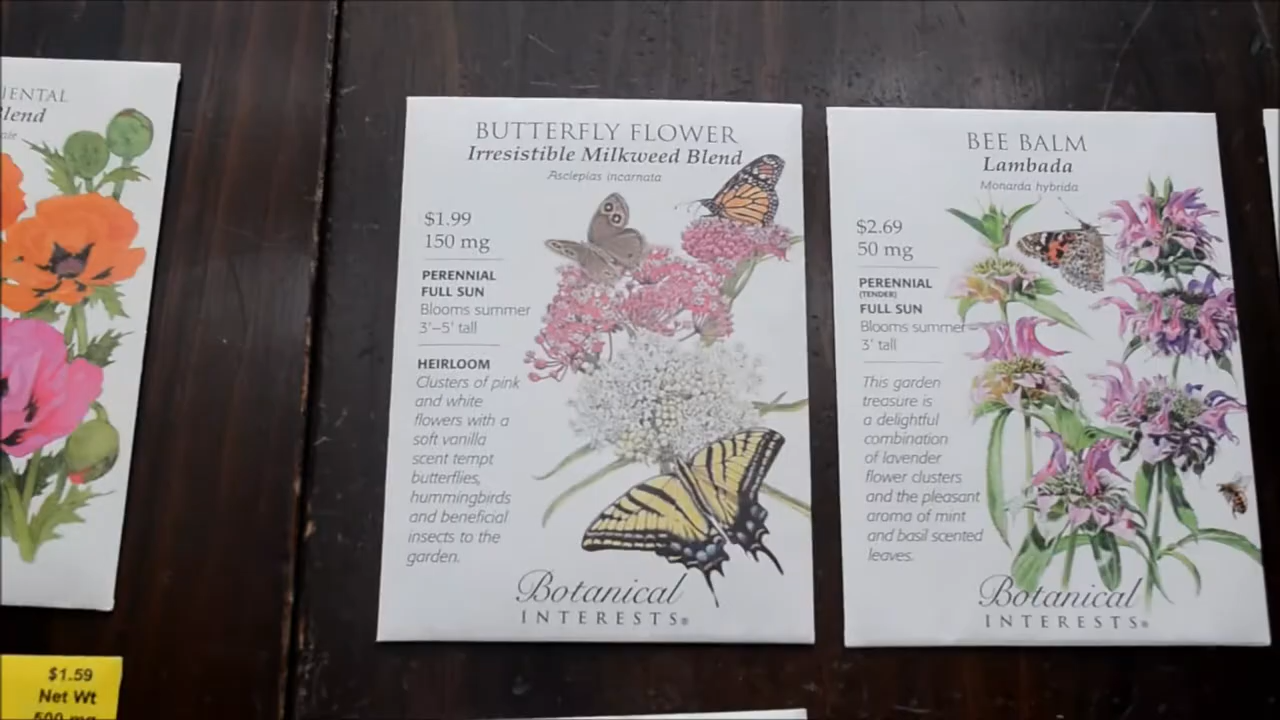 IENTAL
lend
BUTTERFLY FLOWER
Irresistible Milkweed Blend
Asclepias incarnata
$1.99
150 mg
PERENNIAL
FULL SUN
Blooms summer
3'–5' tall
HEIRLOOM
Clusters of pink
and white
flowers with a
soft vanilla
scent tempt
butterflies,
hummingbirds
and beneficial
insects to the
garden.
Botanical
INTERESTS®
BEE BALM
Lambada
Monarda hybrida
$2.69
50 mg
PERENNIAL
(TENDER)
FULL SUN
Blooms summer
3' tall
This garden
treasure is
a delightful
combination
of lavender
flower clusters
and the pleasant
aroma of mint
and basil scented
leaves.
Botanical
INTERESTS®
$1.59
Net Wt
500 mg